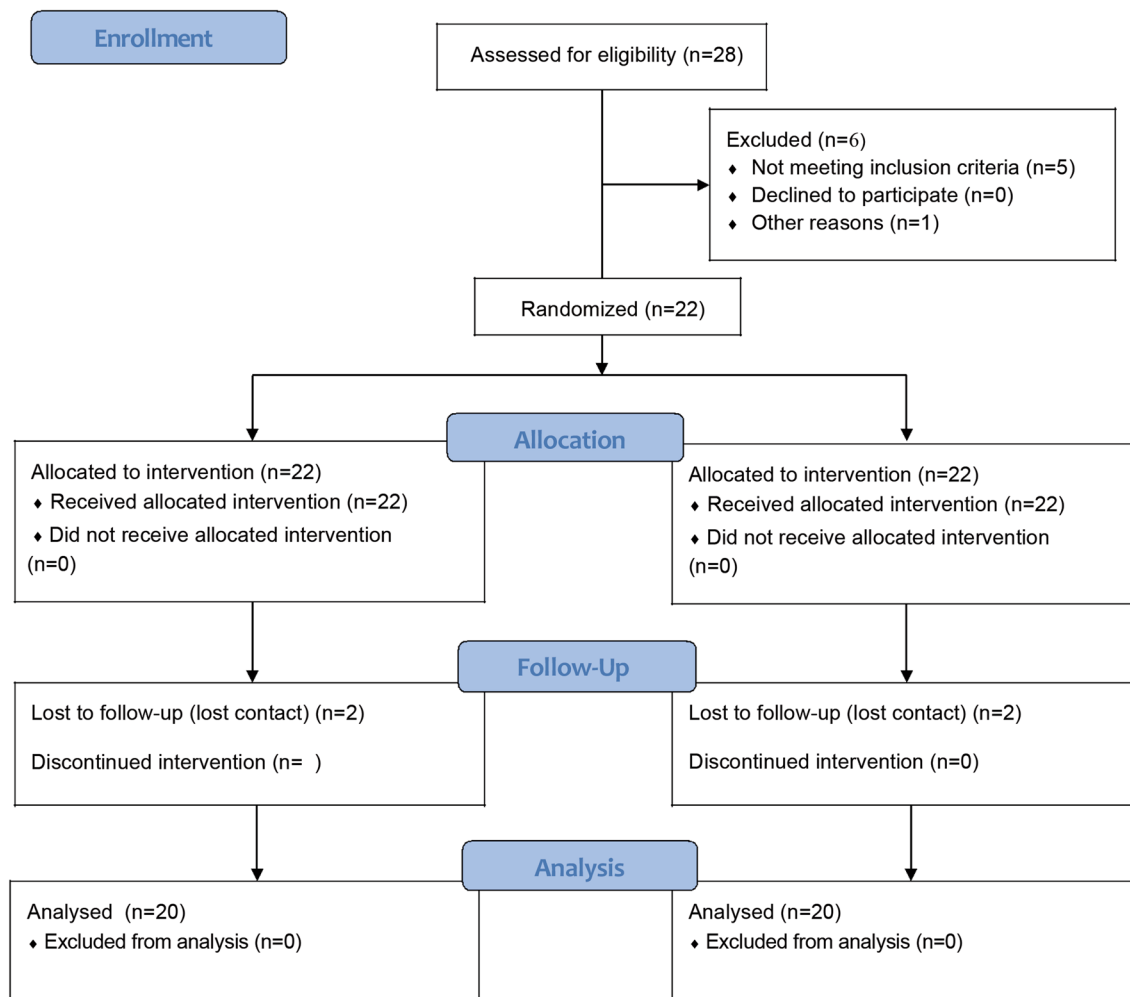 Enrollment
Assessed for eligibility (n=28)
Excluded (n=6)
♦ Not meeting inclusion criteria (n=5)
♦ Declined to participate (n=0)
♦ Other reasons (n=1)
Randomized (n=22)
Allocation
Allocated to intervention (n=22)
♦ Received allocated intervention (n=22)
♦ Did not receive allocated intervention
(n=0)
Allocated to intervention (n=22)
♦ Received allocated intervention (n=22)
♦ Did not receive allocated intervention
(n=0)
Follow-Up
Lost to follow-up (lost contact) (n=2)
Discontinued intervention (n= )
Lost to follow-up (lost contact) (n=2)
Discontinued intervention (n=0)
Analysis
Analysed (n=20)
♦ Excluded from analysis (n=0)
Analysed (n=20)
♦ Excluded from analysis (n=0)